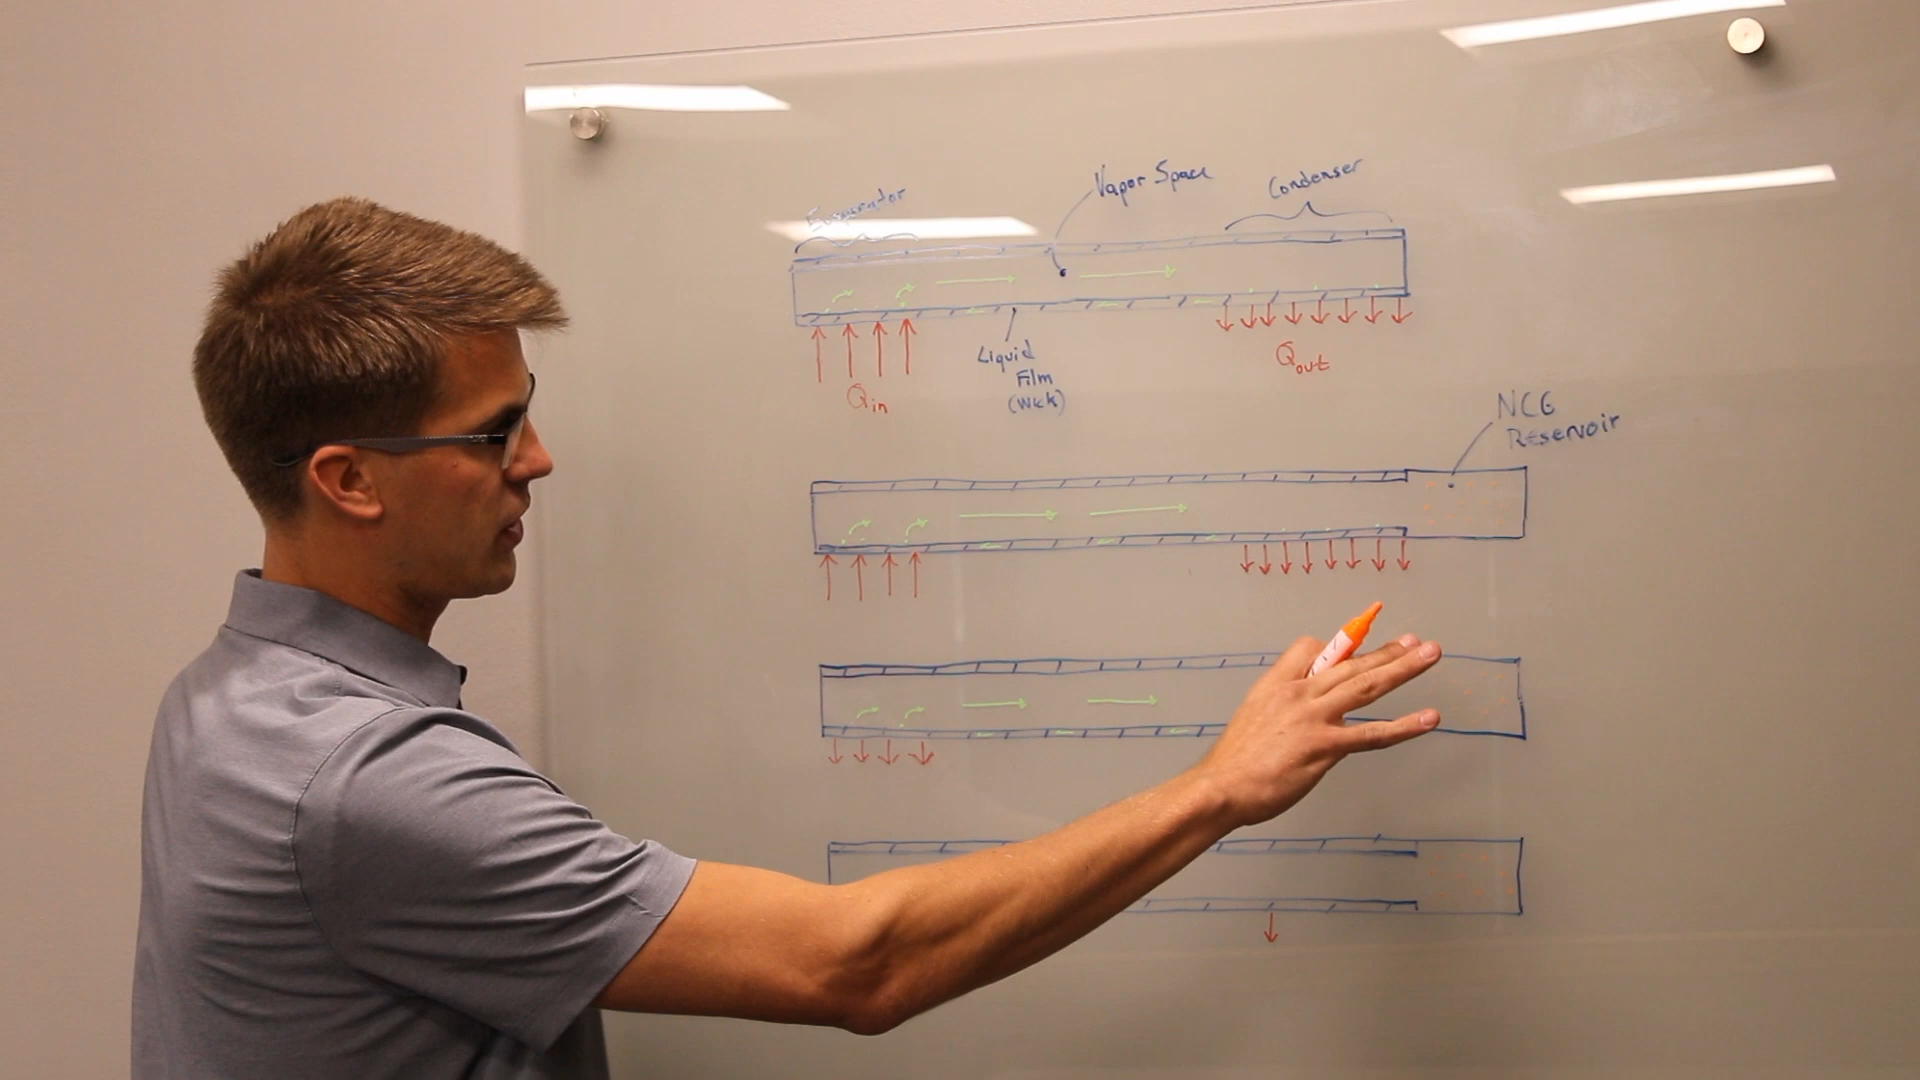 Evaporator
Vapor Space
Condenser
Liquid
Film
(Wick)
Qin
Qout
NCG
Reservoir